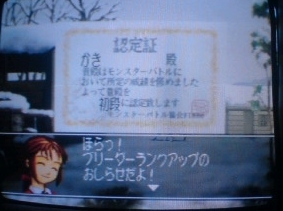 認定証
かき 殿
貴殿はモンスターバトルに
おいて所定の成績を修めました
よって貴殿を
初段に認定致します
モンスターバトル協会
ほらっ!
ブリーダーランクアップの
おしらせだよ!